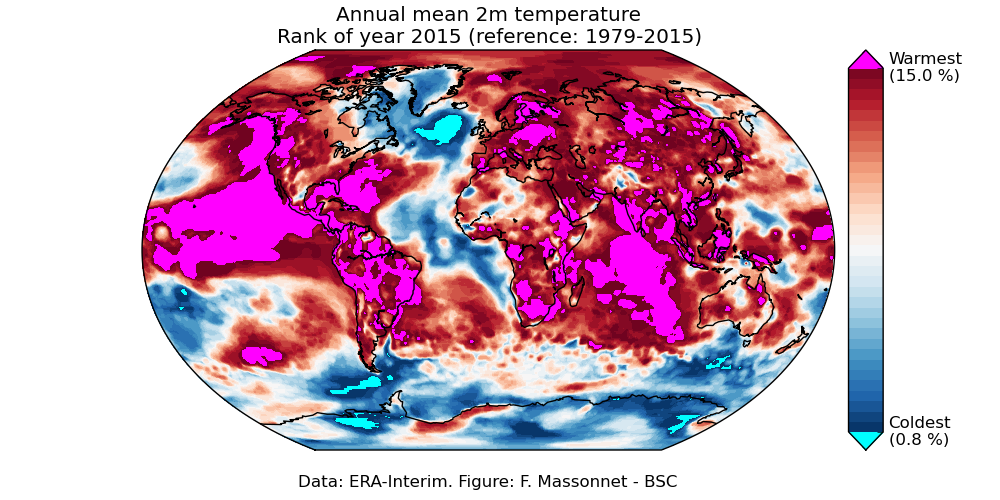 Annual mean 2m temperature
Rank of year 2015 (reference: 1979-2015)
Warmest
(15.0 %)
Coldest
(0.8 %)
Data: ERA-Interim. Figure: F. Massonnet - BSC